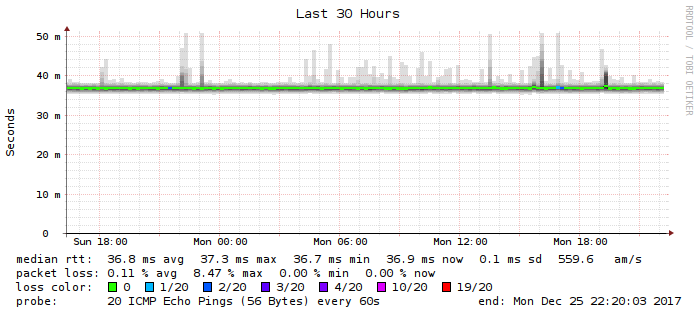 Last 30 Hours
RRDTOOL / TOBI OETIKER
Seconds
50 m
40 m
30 m
20 m
10 m
0
Sun 18:00 Mon 00:00 Mon 06:00 Mon 12:00 Mon 18:00
median rtt: 36.8 ms avg 37.3 ms max 36.7 ms min 36.9 ms now 0.1 ms sd 559.6 am/s
packet loss: 0.11 % avg 8.47 % max 0.00 % min 0.00 % now
loss color: 0 1/20 2/20 3/20 4/20 10/20 19/20
probe: 20 ICMP Echo Pings (56 Bytes) every 60s end: Mon Dec 25 22:20:03 2017